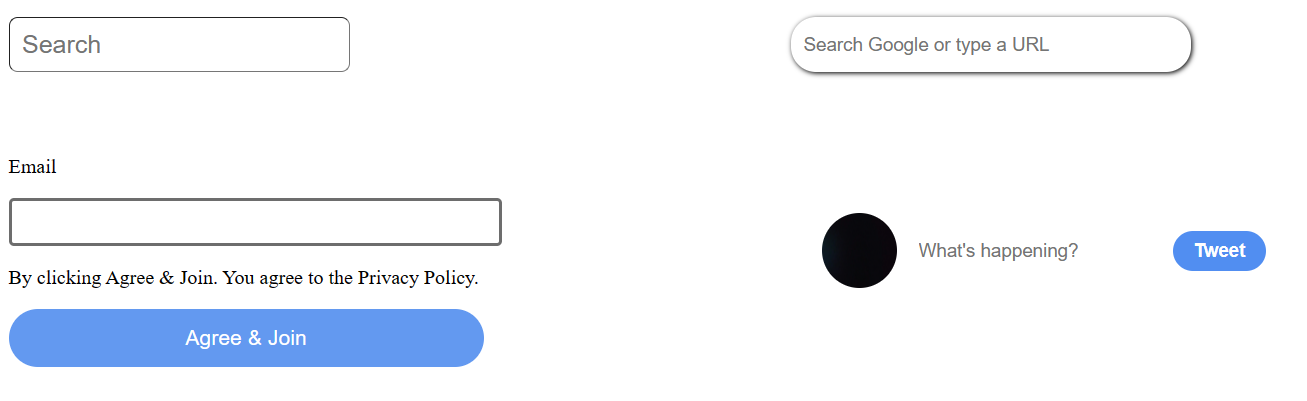 Search
Search Google or type a URL
Email
What's happening?
Tweet
By clicking Agree & Join. You agree to the Privacy Policy.
Agree & Join